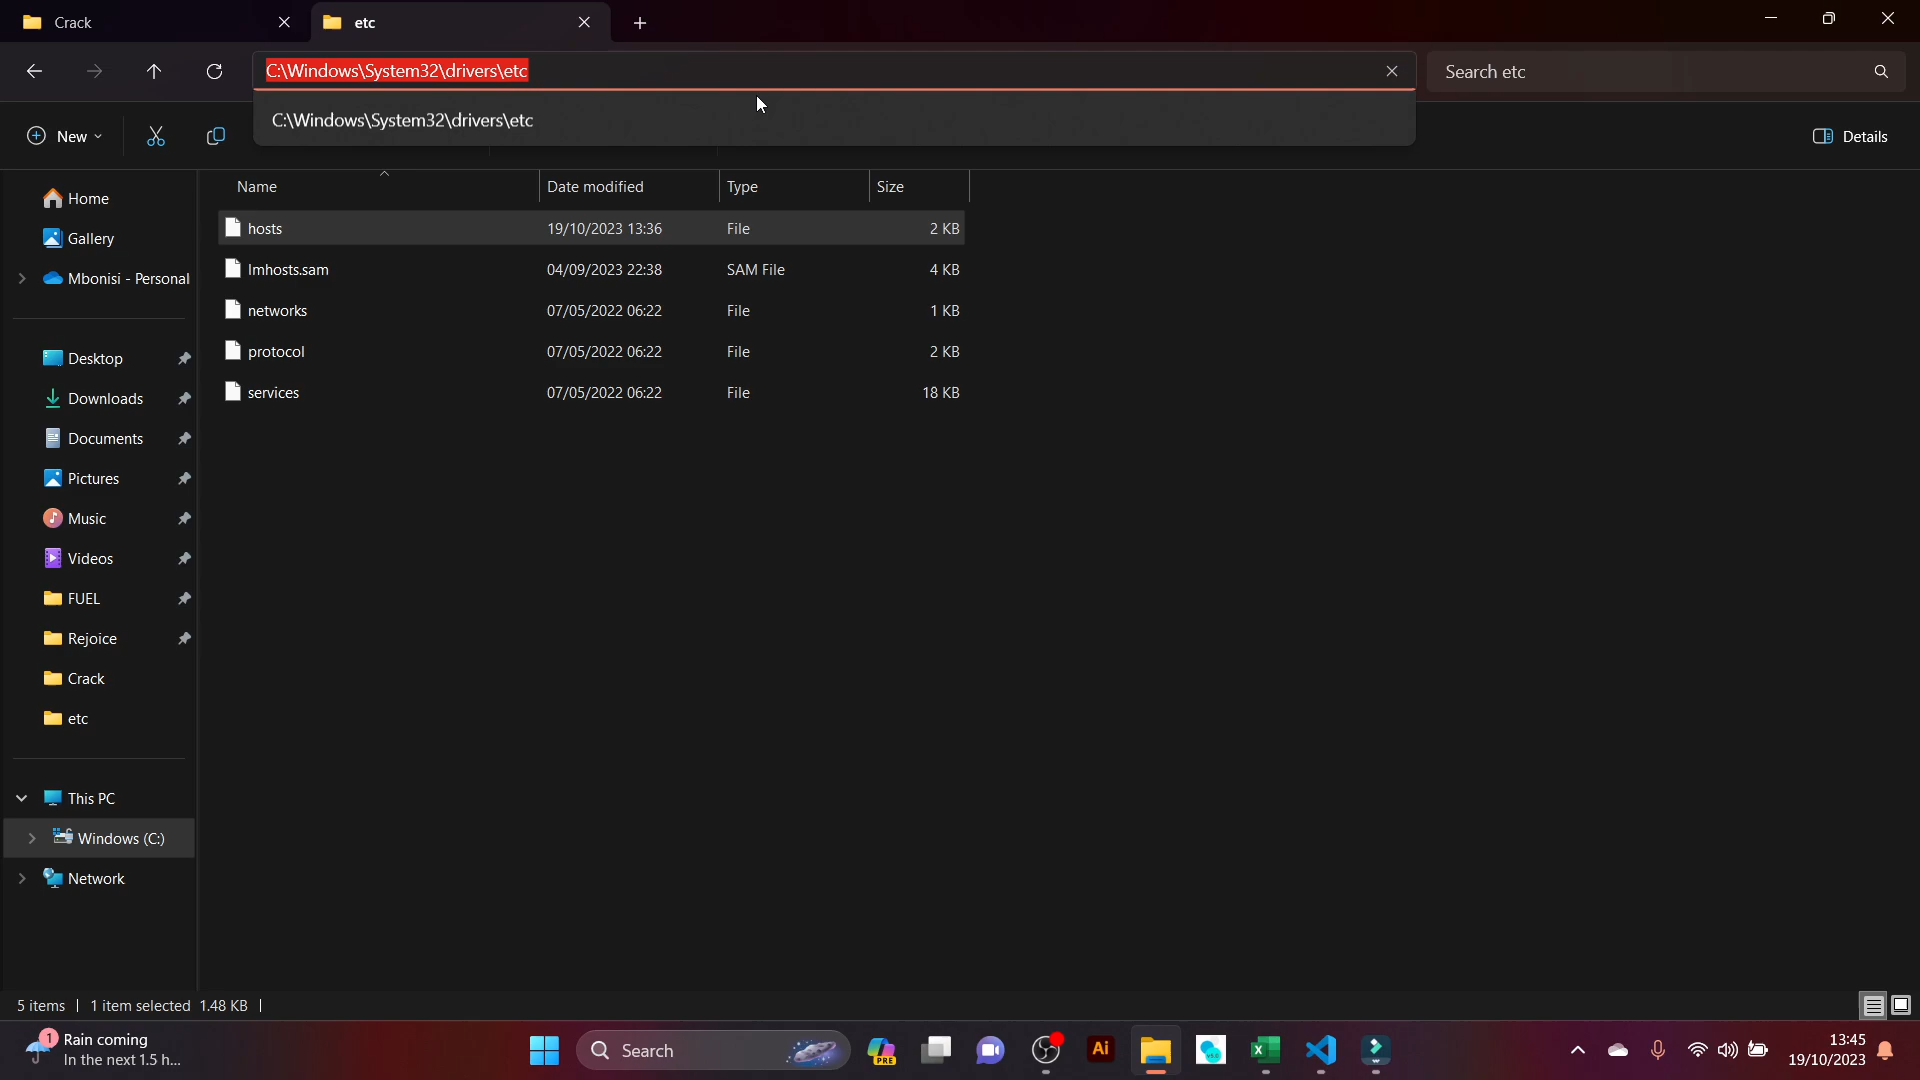 Crack
etc
C:\Windows\System32\drivers\etc
Search etc
C:\Windows\System32\drivers\etc
New
Details
Name
Date modified
Type
Size
hosts
19/10/2023 13:36
File
2 KB
lmhosts.sam
04/09/2023 22:38
SAM File
4 KB
networks
07/05/2022 06:22
File
1 KB
protocol
07/05/2022 06:22
File
2 KB
services
07/05/2022 06:22
File
18 KB
Home
Gallery
Mbonisi - Personal
Desktop
Downloads
Documents
Pictures
Music
Videos
FUEL
Rejoice
Crack
etc
This PC
Windows (C:)
Network
5 items
1 item selected 1.48 KB
1
Rain coming
In the next 1.5 h...
Search
PRE
Ai
13:45
19/10/2023